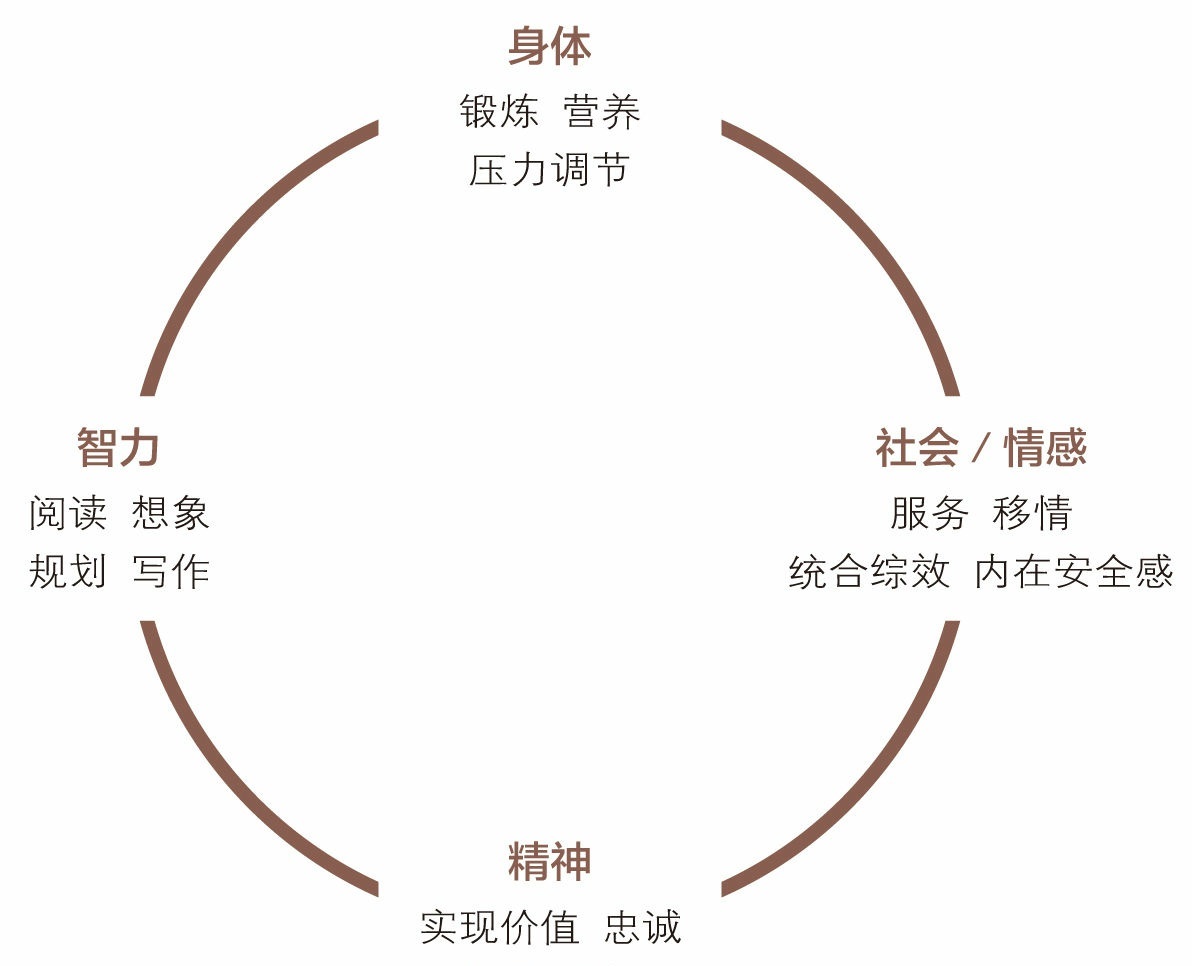 身体
锻炼 营养
压力调节
智力
阅读 想象
规划 写作
社会 / 情感
服务 移情
统合综效 内在安全感
精神
实现价值 忠诚